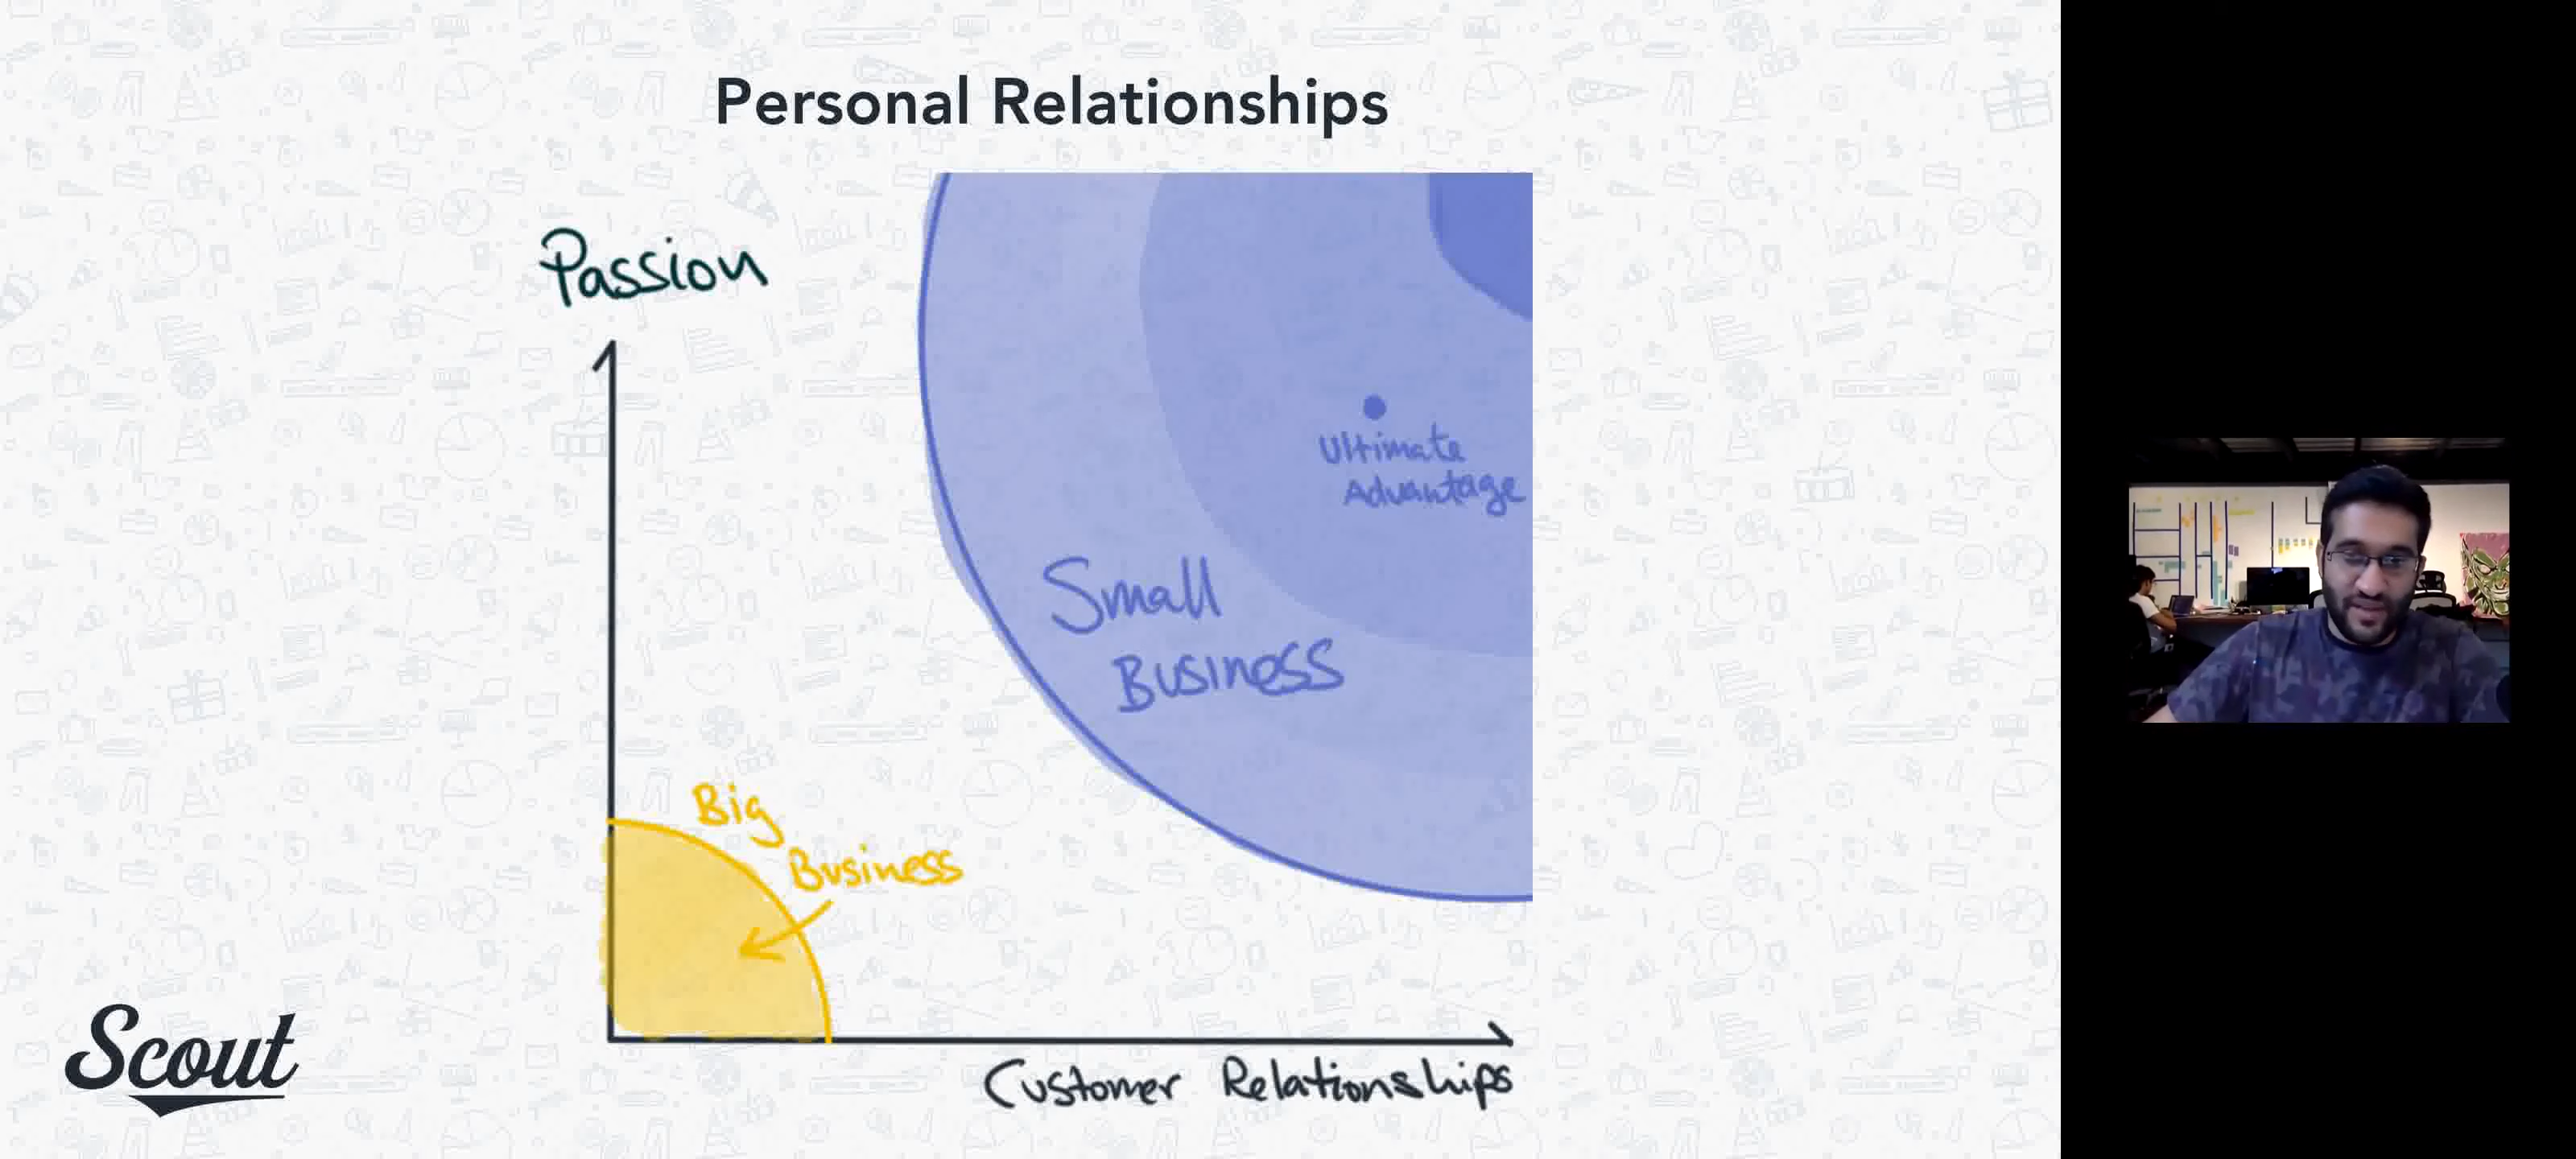 Personal Relationships
Passion
Ultimate
Advantage
Small
Business
Big
Business
Customer Relationships
Scout